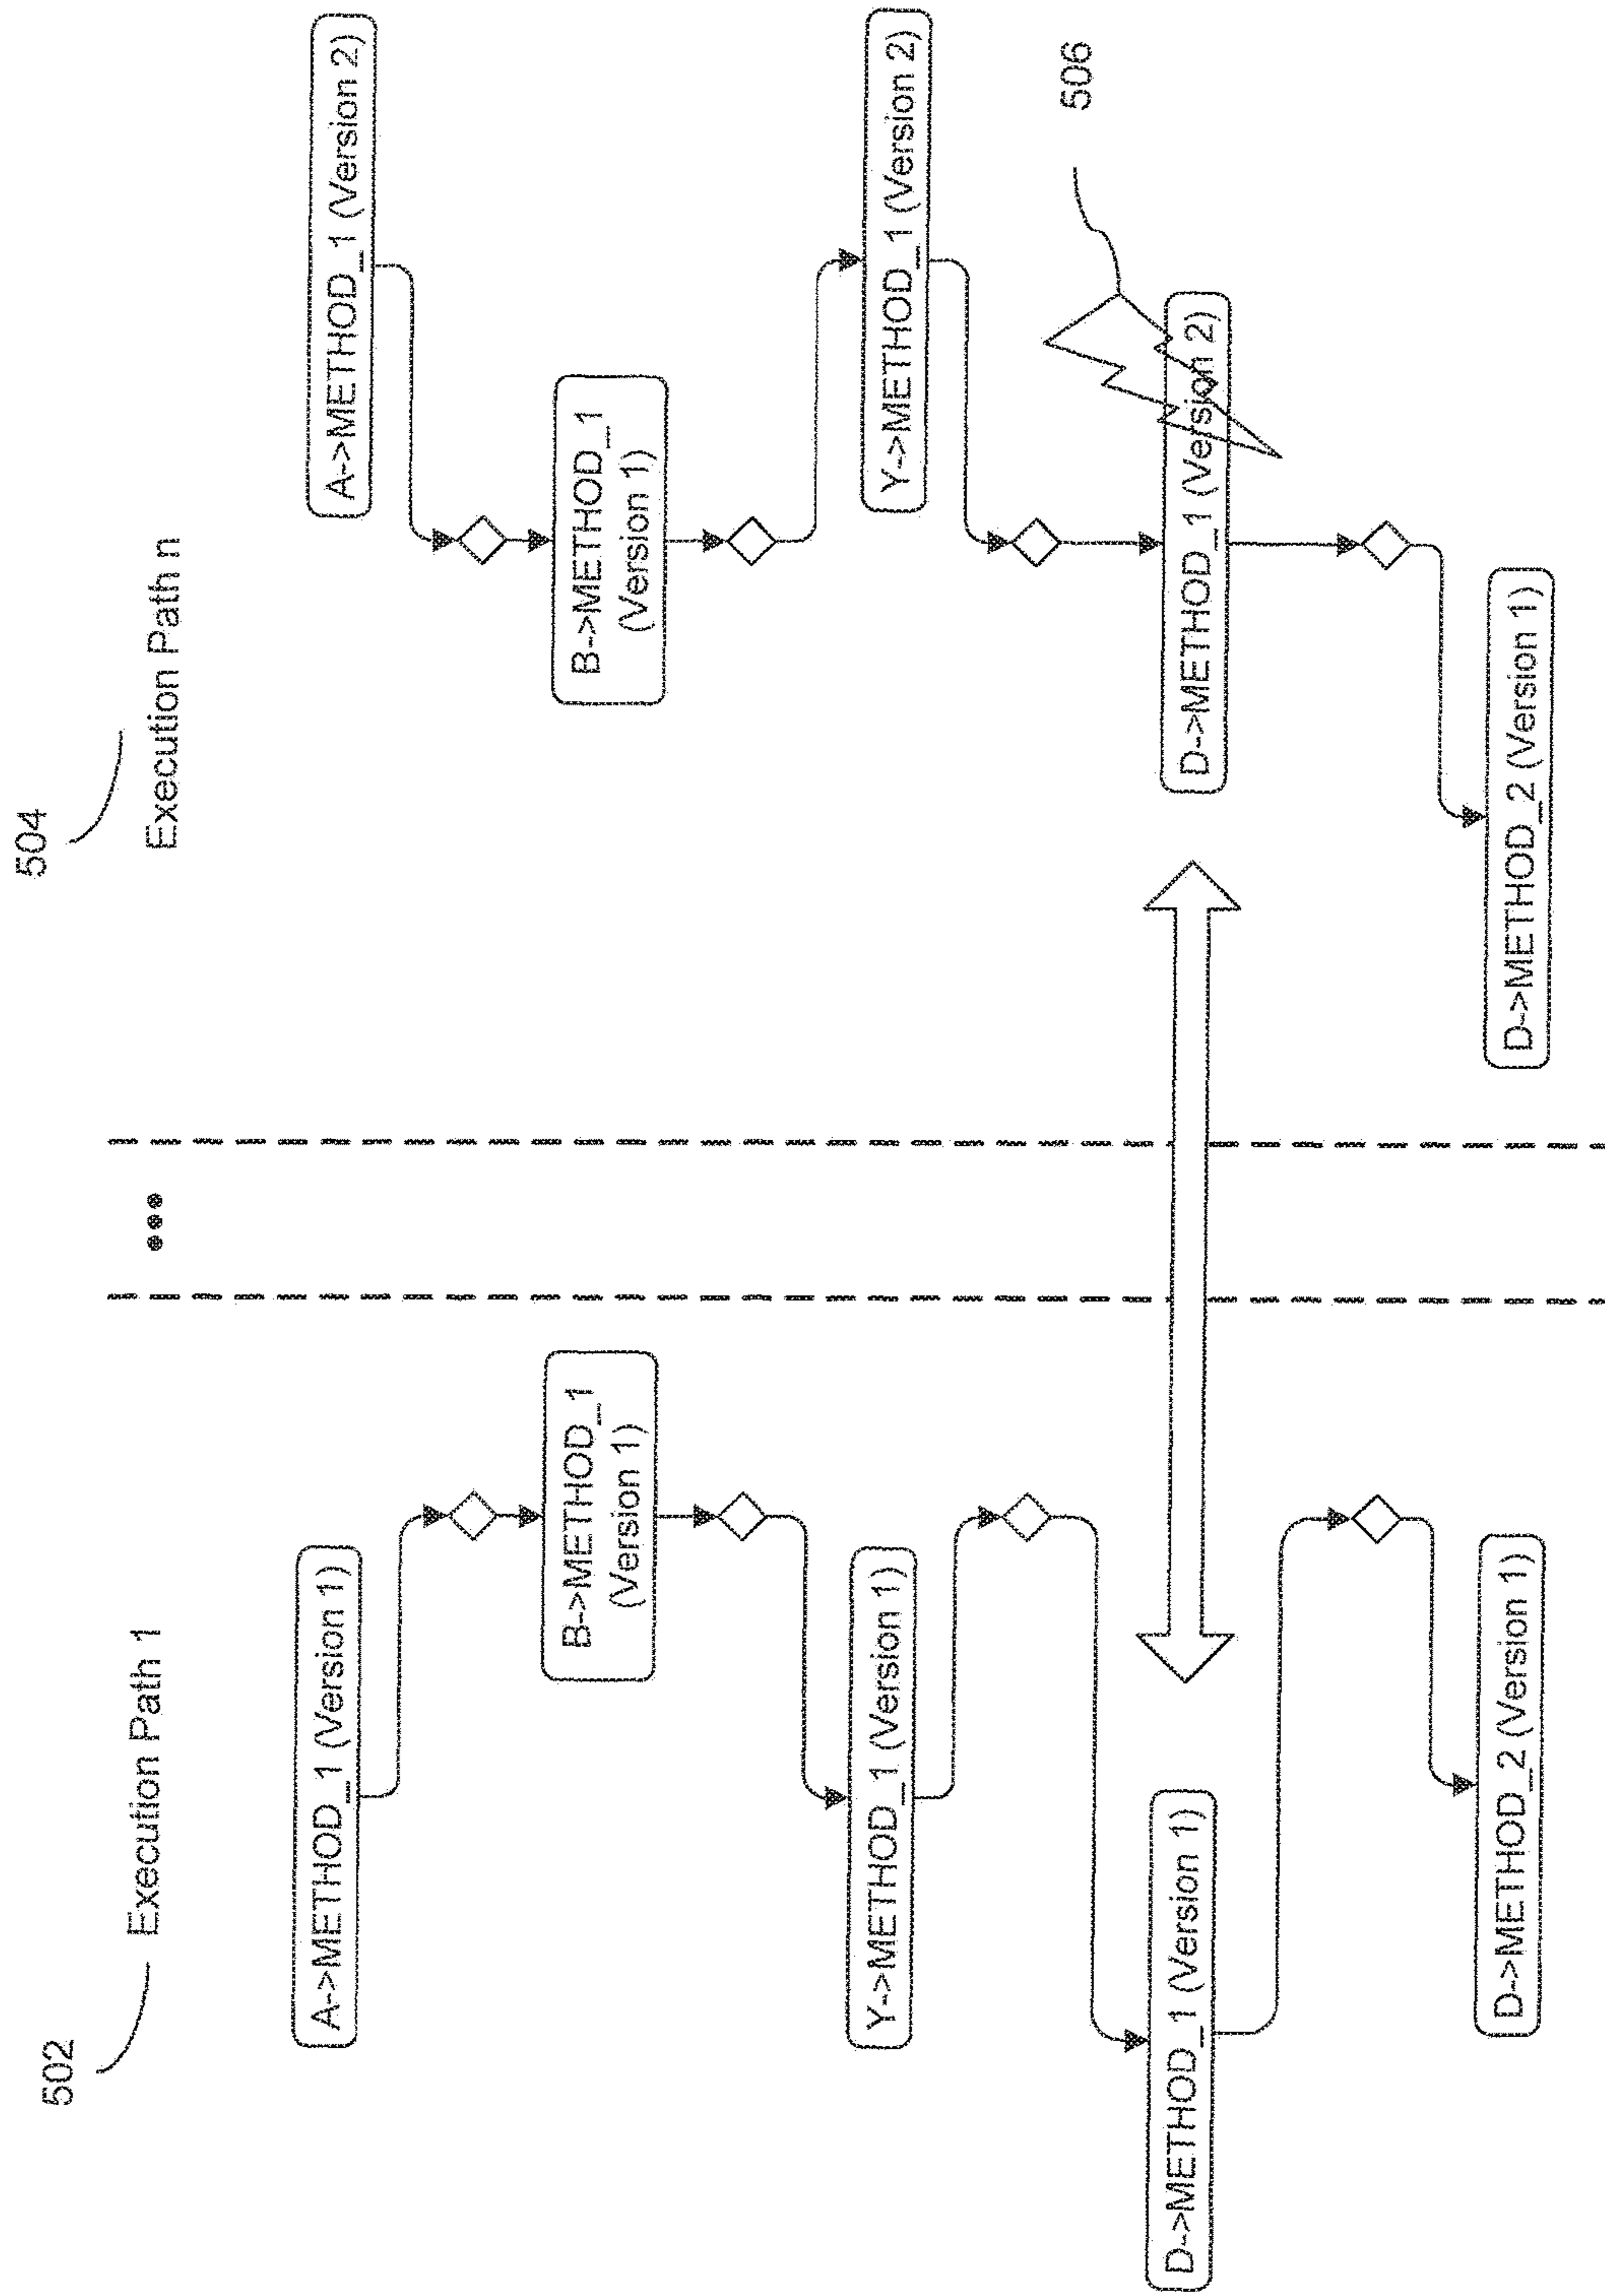 502
Execution Path 1
A->METHOD_1 (Version 1)
B->METHOD_1
(Version 1)
Y->METHOD_1 (Version 1)
D->METHOD_1 (Version 1)
D->METHOD_2 (Version 1)
•••
504
Execution Path n
A->METHOD_1 (Version 2)
B->METHOD_1
(Version 1)
Y->METHOD_1 (Version 2)
506
D->METHOD_1 (Version 2)
D->METHOD_2 (Version 1)